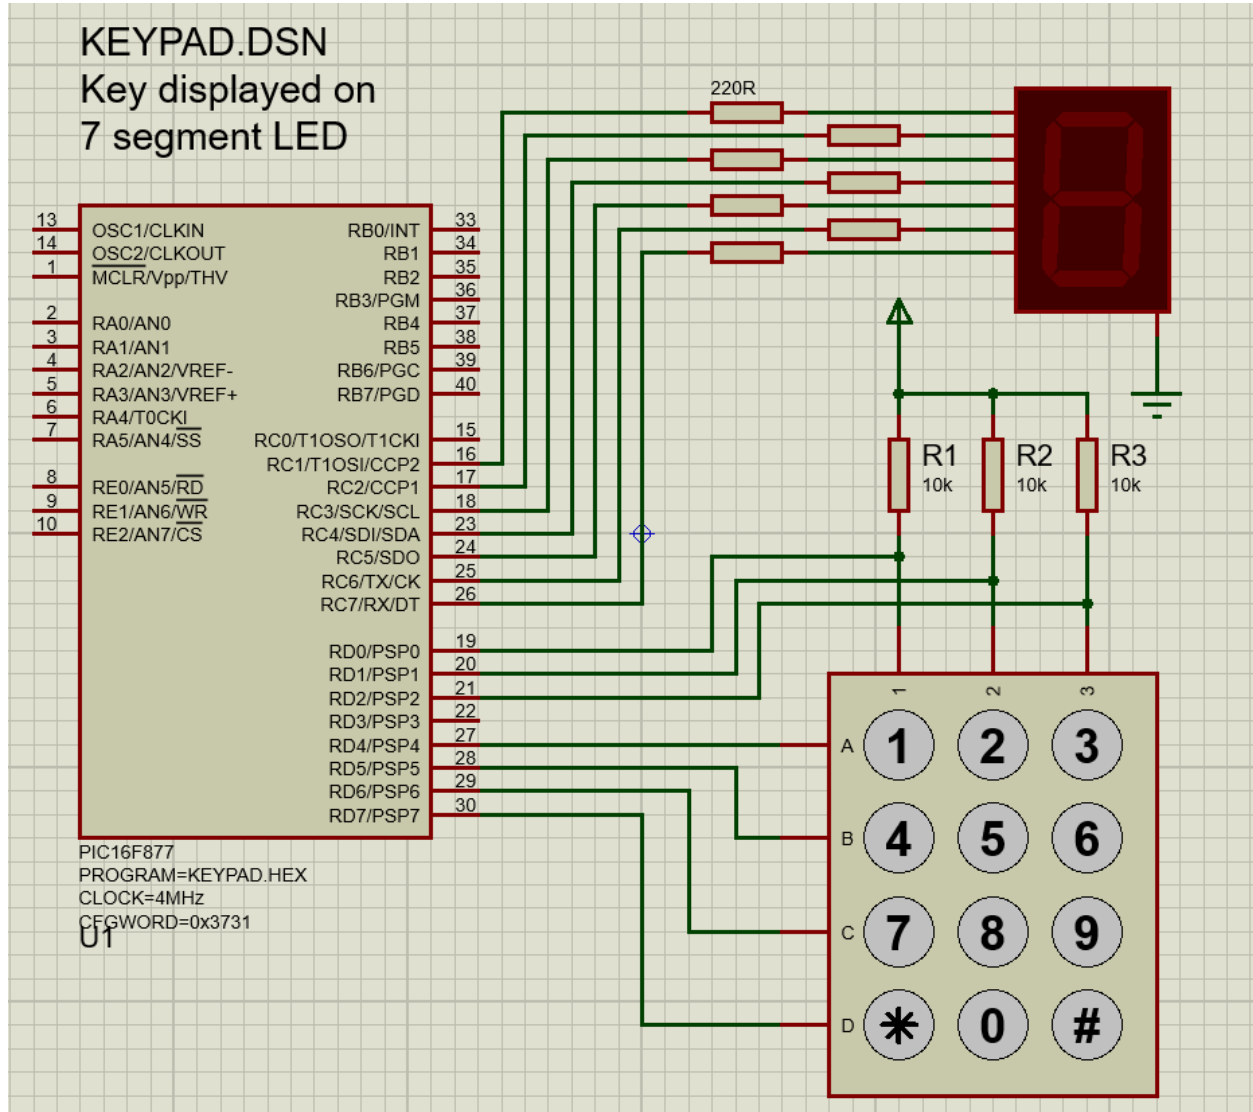 KEYPAD.DSN
Key displayed on
7 segment LED
220R
13 OSC1/CLKIN
14 OSC2/CLKOUT
1 MCLR/Vpp/THV
2 RA0/AN0
3 RA1/AN1
4 RA2/AN2/VREF-
5 RA3/AN3/VREF+
6 RA4/T0CKI
7 RA5/AN4/SS
8 RE0/AN5/RD
9 RE1/AN6/WR
10 RE2/AN7/CS
RB0/INT 33
RB1 34
RB2 35
RB3/PGM 36
RB4 37
RB5 38
RB6/PGC 39
RB7/PGD 40
RC0/T1OSO/T1CKI 15
RC1/T1OSI/CCP2 16
RC2/CCP1 17
RC3/SCK/SCL 18
RC4/SDI/SDA 23
RC5/SDO 24
RC6/TX/CK 25
RC7/RX/DT 26
RD0/PSP0 19
RD1/PSP1 20
RD2/PSP2 21
RD3/PSP3 22
RD4/PSP4 27
RD5/PSP5 28
RD6/PSP6 29
RD7/PSP7 30
PIC16F877
PROGRAM=KEYPAD.HEX
CLOCK=4MHz
CFGWORD=0x3731
U1
R1 R2 R3
10k 10k 10k
1 2 3
A 1 2 3
B 4 5 6
C 7 8 9
D * 0 #